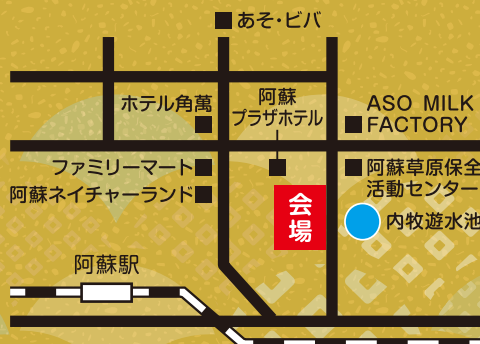 あそ・ビバ
ホテル角萬
阿蘇
プラザホテル
ASO MILK
FACTORY
ファミリーマート
阿蘇ネイチャーランド
阿蘇草原保全
活動センター
会場
内牧遊水池
阿蘇駅